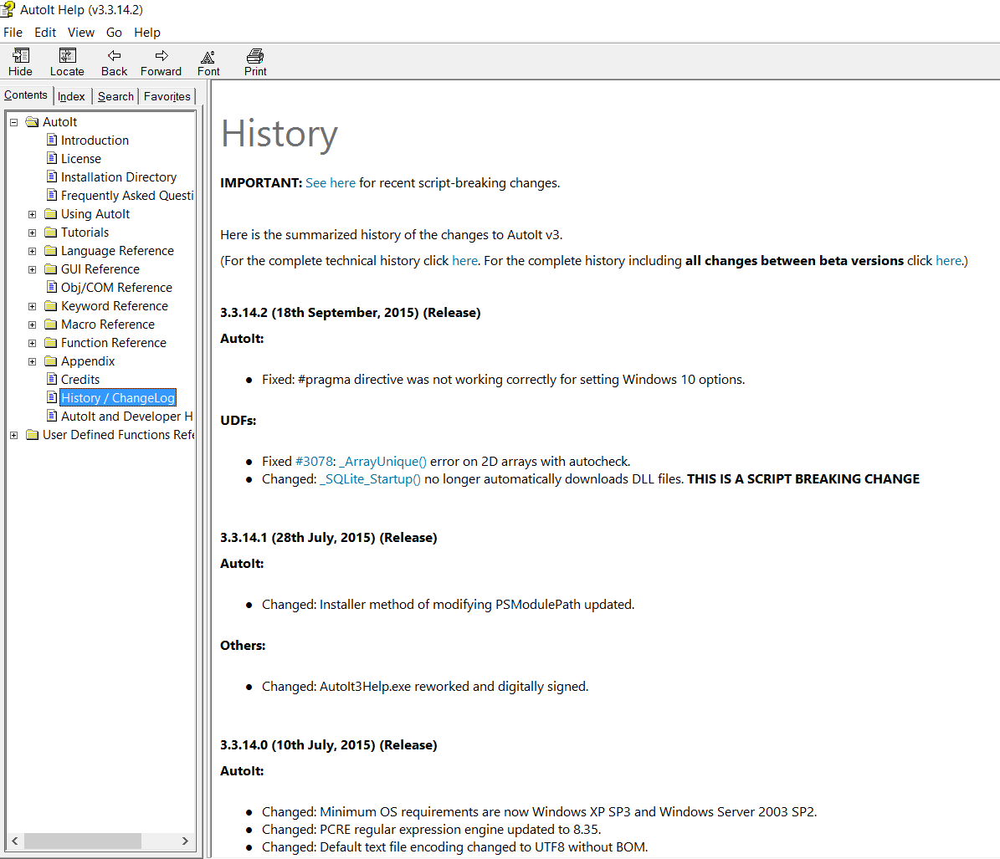 AutoIt Help (v3.3.14.2)
File Edit View Go Help
Hide Locate Back Forward Font Print
Contents Index Search Favorites
AutoIt
Introduction
License
Installation Directory
Frequently Asked Questi
Using AutoIt
Tutorials
Language Reference
GUI Reference
Obj/COM Reference
Keyword Reference
Macro Reference
Function Reference
Appendix
Credits
History / ChangeLog
AutoIt and Developer H
User Defined Functions Refe
History
IMPORTANT: See here for recent script-breaking changes.
Here is the summarized history of the changes to AutoIt v3.
(For the complete technical history click here. For the complete history including all changes between beta versions click here.)
3.3.14.2 (18th September, 2015) (Release)
AutoIt:
● Fixed: #pragma directive was not working correctly for setting Windows 10 options.
UDFs:
● Fixed #3078: _ArrayUnique() error on 2D arrays with autocheck.
● Changed: _SQLite_Startup() no longer automatically downloads DLL files. THIS IS A SCRIPT BREAKING CHANGE
3.3.14.1 (28th July, 2015) (Release)
AutoIt:
● Changed: Installer method of modifying PSModulePath updated.
Others:
● Changed: AutoIt3Help.exe reworked and digitally signed.
3.3.14.0 (10th July, 2015) (Release)
AutoIt:
● Changed: Minimum OS requirements are now Windows XP SP3 and Windows Server 2003 SP2.
● Changed: PCRE regular expression engine updated to 8.35.
● Changed: Default text file encoding changed to UTF8 without BOM.